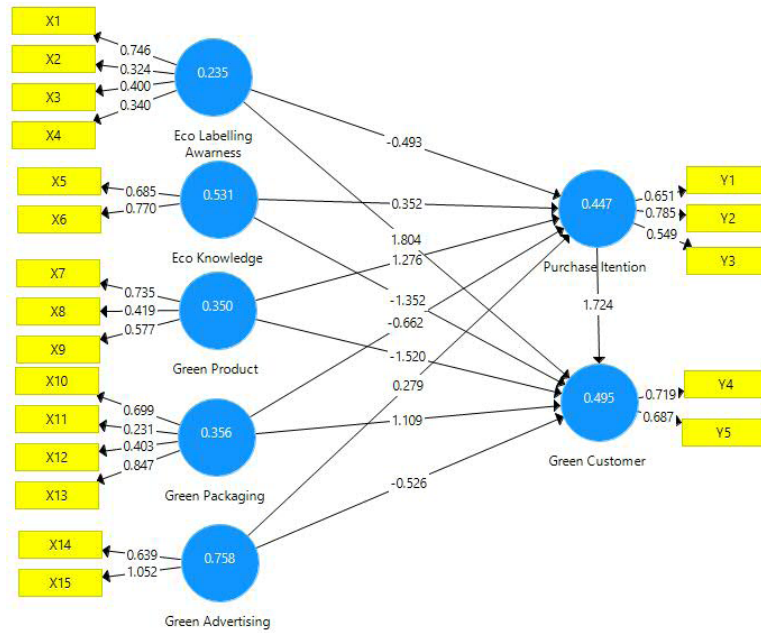 X1
X2
X3
X4
0.746
0.324
0.400
0.340
0.235
Eco Labelling
Awarness
X5
X6
0.685
0.770
0.531
Eco Knowledge
X7
X8
X9
0.735
0.419
0.577
0.350
Green Product
X10
X11
X12
X13
0.699
0.231
0.403
0.847
0.356
Green Packaging
X14
X15
0.639
1.052
0.758
Green Advertising
-0.493
0.352
1.804
1.276
-1.352
-0.662
-1.520
0.279
1.109
-0.526
0.447
Purchase Itention
0.651
0.785
0.549
Y1
Y2
Y3
1.724
0.495
Green Customer
0.719
0.687
Y4
Y5